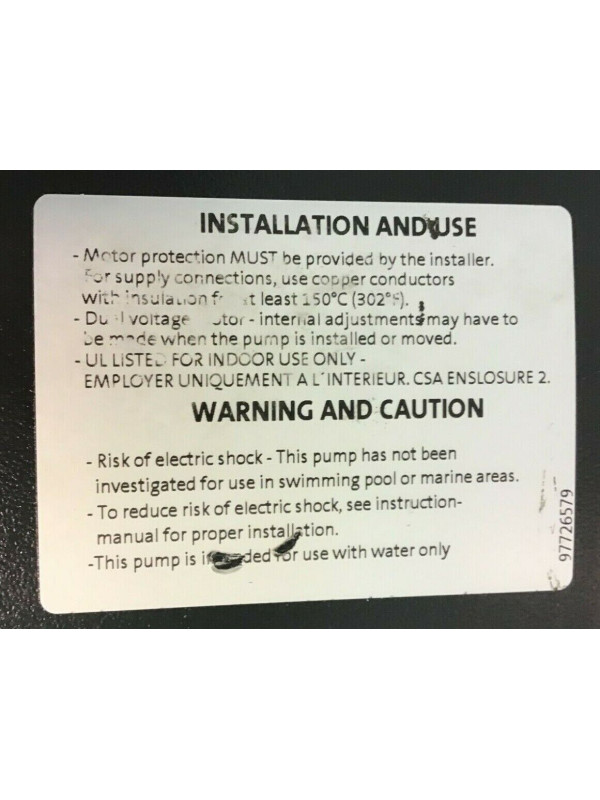 INSTALLATION AND USE
- Motor protection MUST be provided by the installer.
For supply connections, use copper conductors
with insulation for at least 150°C (302°F).
- Dual voltage motor - internal adjustments may have to
be made when the pump is installed or moved.
- UL LISTED FOR INDOOR USE ONLY -
EMPLOYER UNIQUEMENT A L´INTERIEUR. CSA ENSLOSURE 2.
WARNING AND CAUTION
- Risk of electric shock - This pump has not been
investigated for use in swimming pool or marine areas.
- To reduce risk of electric shock, see instruction-
manual for proper installation.
-This pump is intended for use with water only
97726579